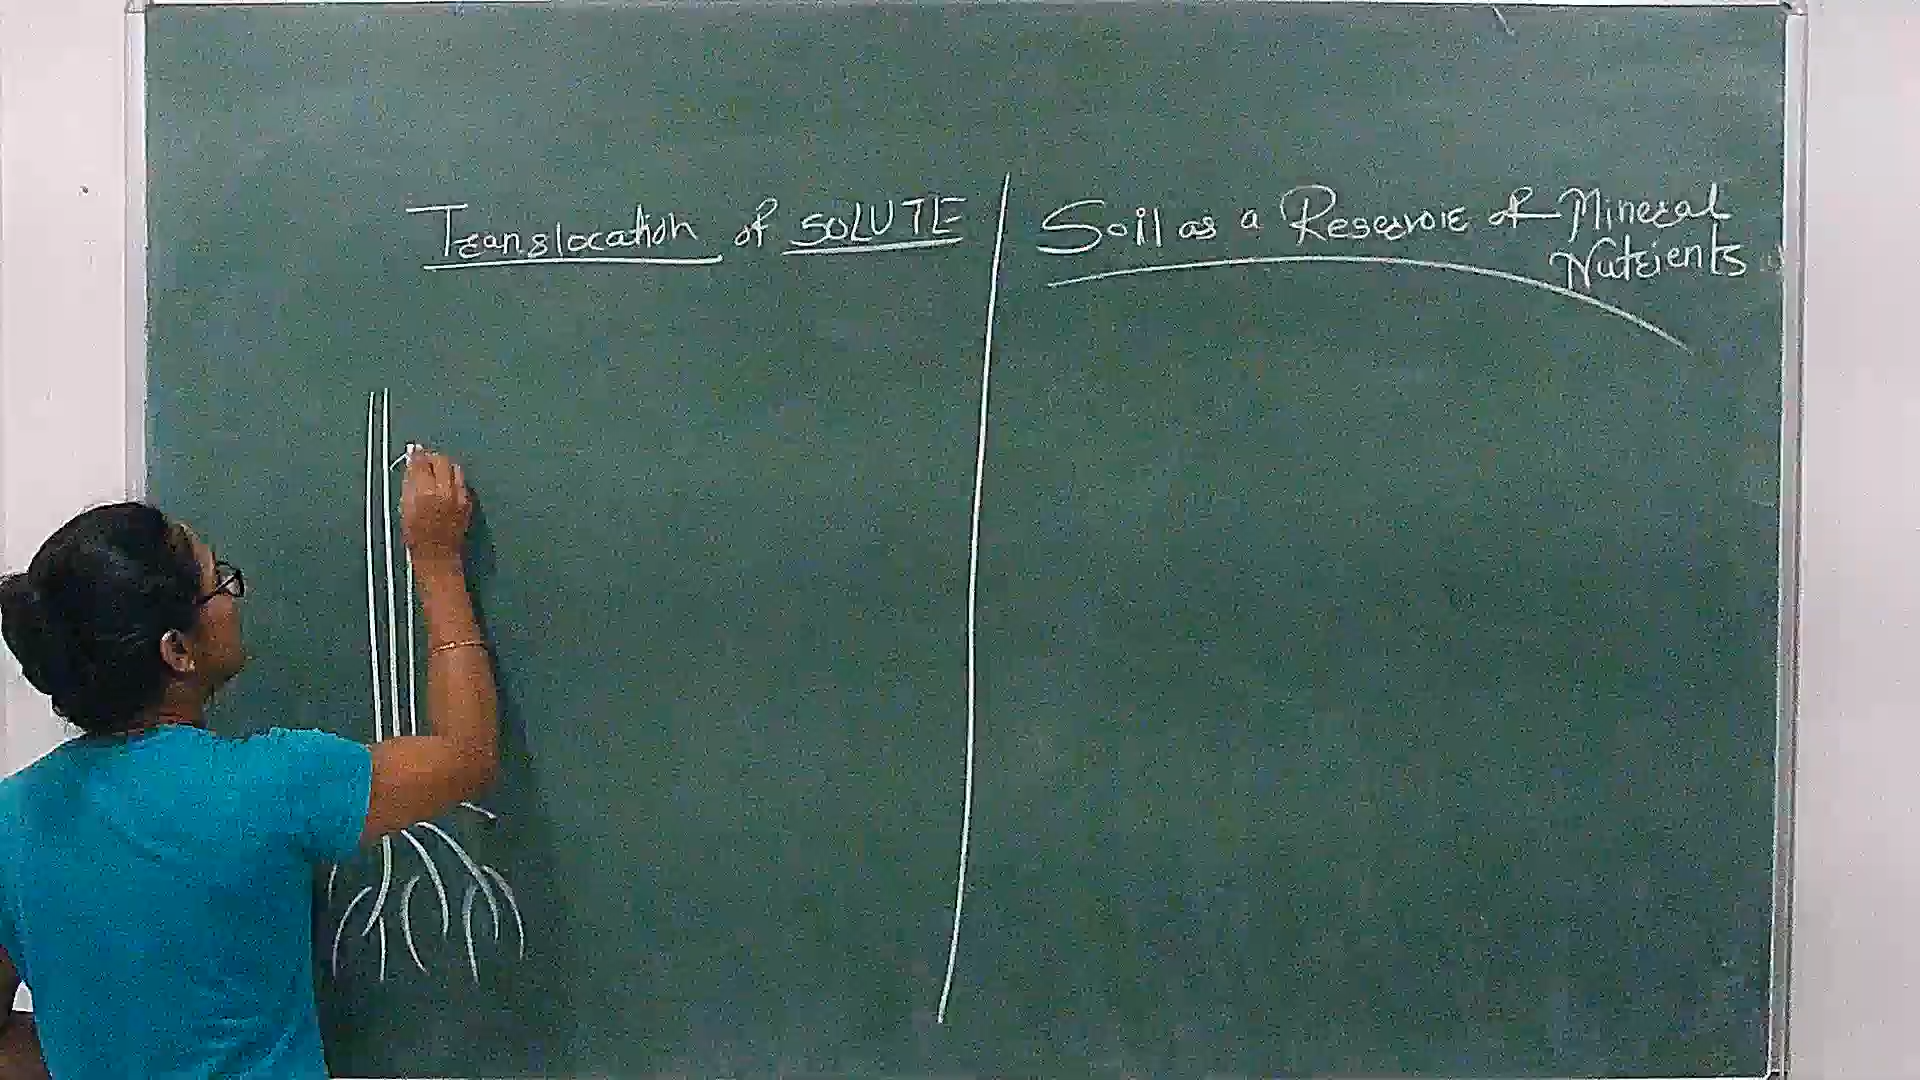 Translocation of SOLUTE
Soil as a Reservoir of Mineral
Nutrients